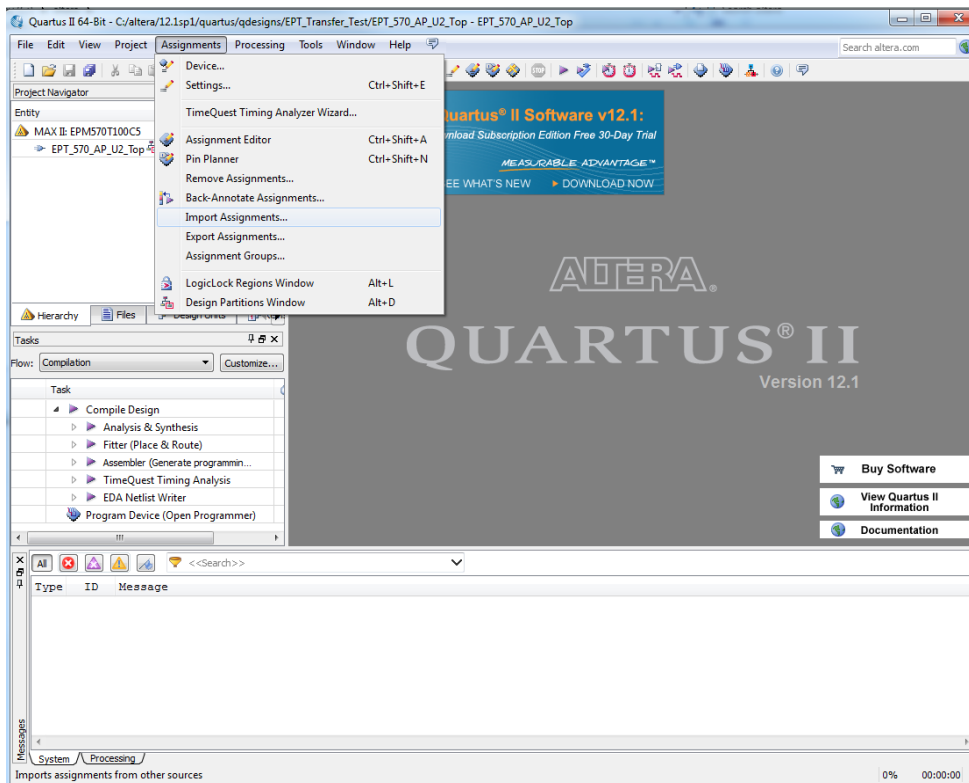 Quartus II 64-Bit - C:/altera/12.1sp1/quartus/qdesigns/EPT_Transfer_Test/EPT_570_AP_U2_Top - EPT_570_AP_U2_Top
File Edit View Project Assignments Processing Tools Window Help
Search altera.com
Project Navigator
Entity
MAX II: EPM570T100C5
EPT_570_AP_U2_Top
Hierarchy Files Design Units
Device...
Settings... Ctrl+Shift+E
TimeQuest Timing Analyzer Wizard...
Assignment Editor Ctrl+Shift+A
Pin Planner Ctrl+Shift+N
Remove Assignments...
Back-Annotate Assignments...
Import Assignments...
Export Assignments...
Assignment Groups...
LogicLock Regions Window Alt+L
Design Partitions Window Alt+D
uartus® II Software v12.1:
wnload Subscription Edition Free 30-Day Trial
MEASURABLE ADVANTAGE™
EE WHAT'S NEW DOWNLOAD NOW
ALTERA®
QUARTUS® II
Version 12.1
Tasks
Flow: Compilation Customize...
Task
Compile Design
Analysis & Synthesis
Fitter (Place & Route)
Assembler (Generate programmin...
TimeQuest Timing Analysis
EDA Netlist Writer
Program Device (Open Programmer)
Buy Software
View Quartus II
Information
Documentation
All <<Search>>
Type ID Message
Messages
System Processing
Imports assignments from other sources 0% 00:00:00